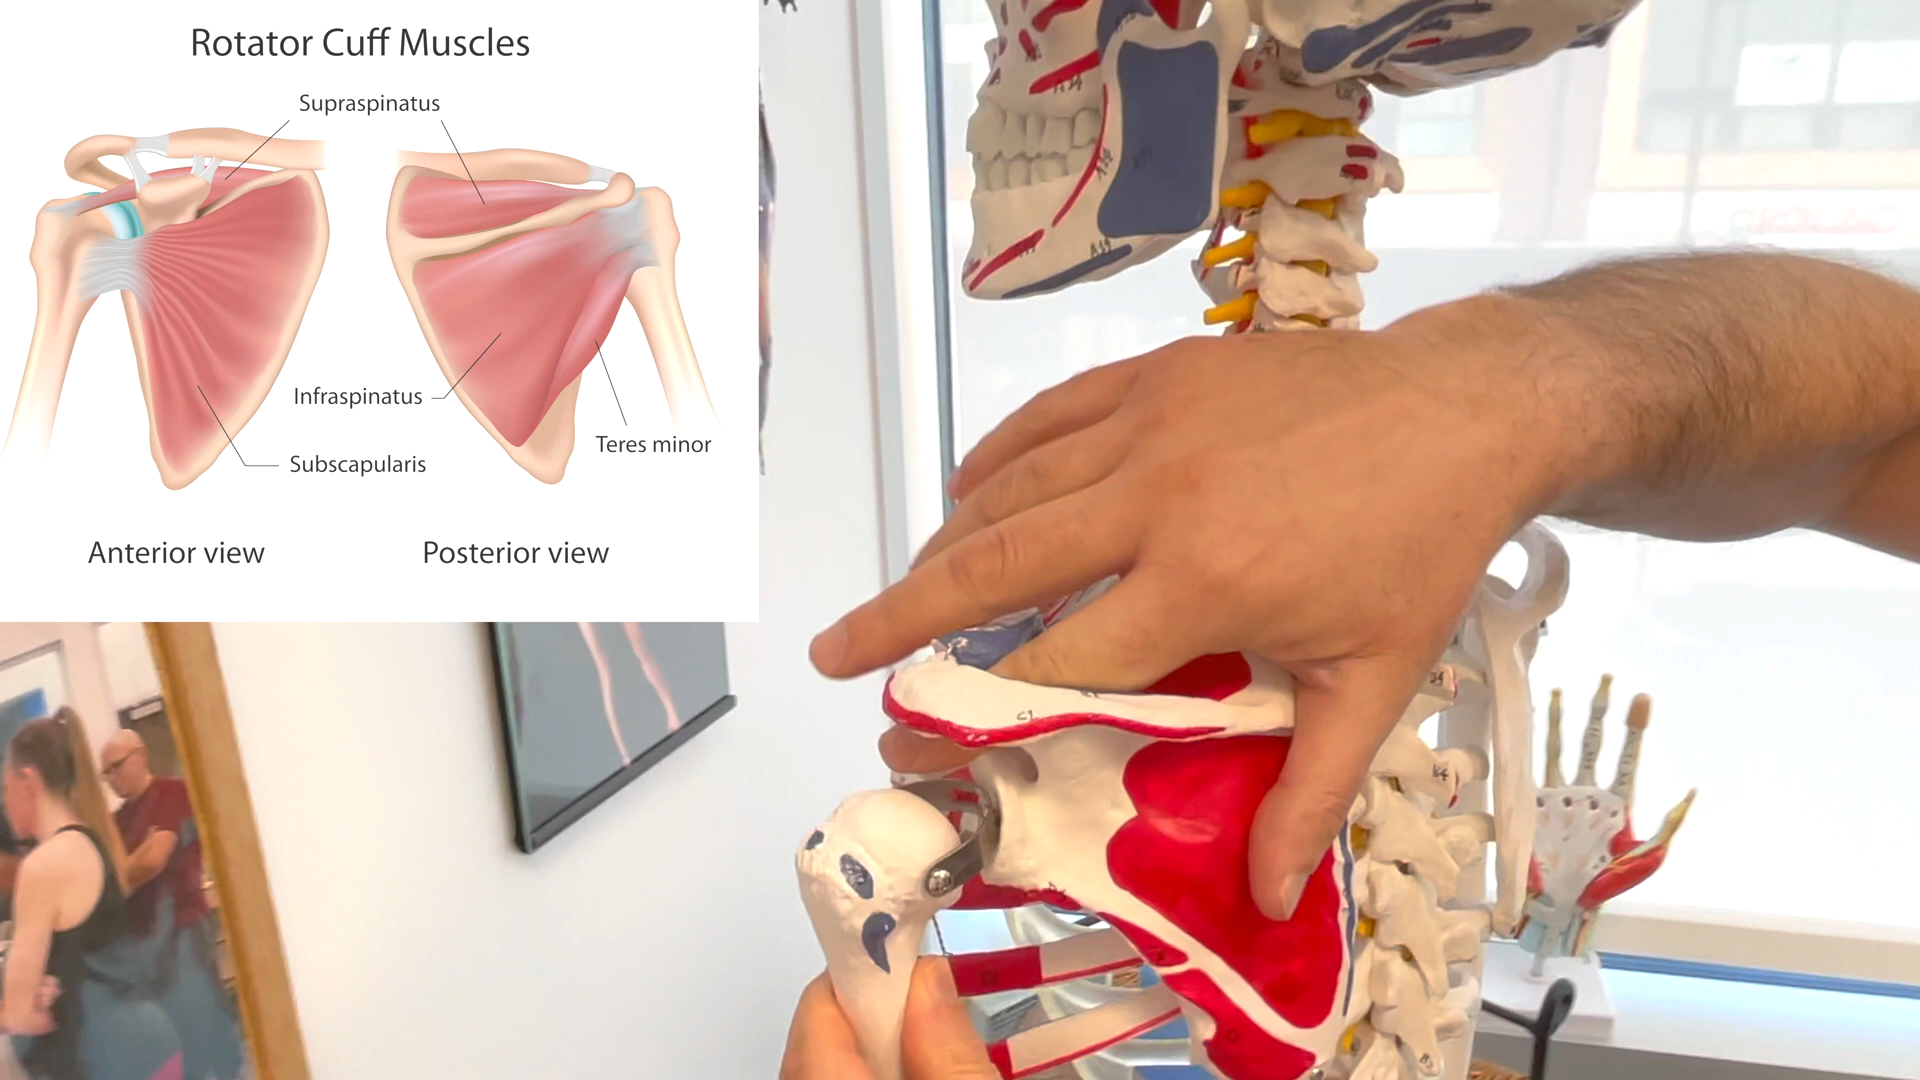 Rotator Cuff Muscles
Supraspinatus
Infraspinatus
Teres minor
Subscapularis
Anterior view
Posterior view